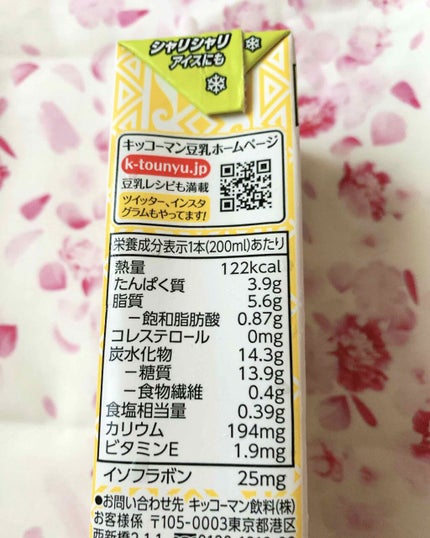 シャリシャリ
アイスにも
キッコーマン豆乳ホームページ
k-tounyu.jp
豆乳レシピも満載
ツイッター、インスタ
グラムもやってます!
栄養成分表示1本(200ml)あたり
熱量 122kcal
たんぱく質 3.9g
脂質 5.6g
－飽和脂肪酸 0.87g
コレステロール 0mg
炭水化物 14.3g
－糖質 13.9g
－食物繊維 0.4g
食塩相当量 0.39g
カリウム 194mg
ビタミンE 1.9mg
イソフラボン 25mg
●お問い合わせ先 キッコーマン飲料(株)
お客様係 〒105-0003東京都港区
西新橋2-1-1